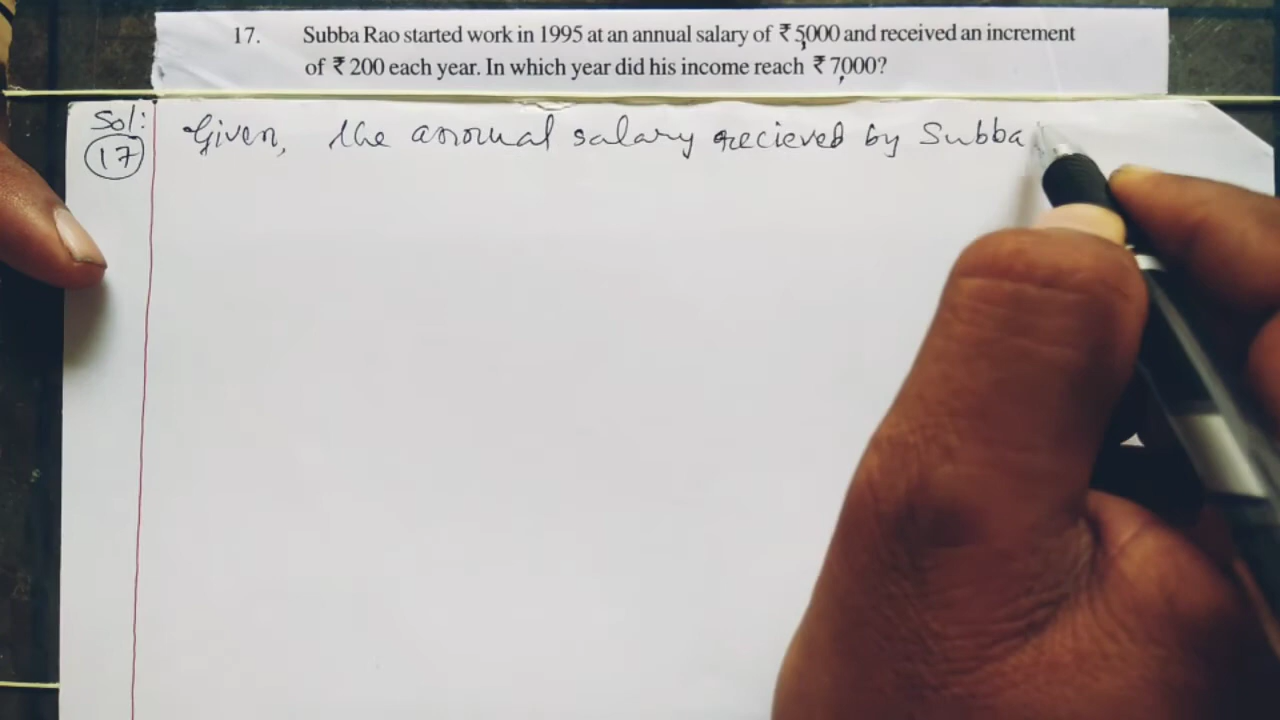 17. Subba Rao started work in 1995 at an annual salary of ₹ 5000 and received an increment
of ₹ 200 each year. In which year did his income reach ₹ 7000?
Sol:
17
Given, the annual salary recieved by Subba